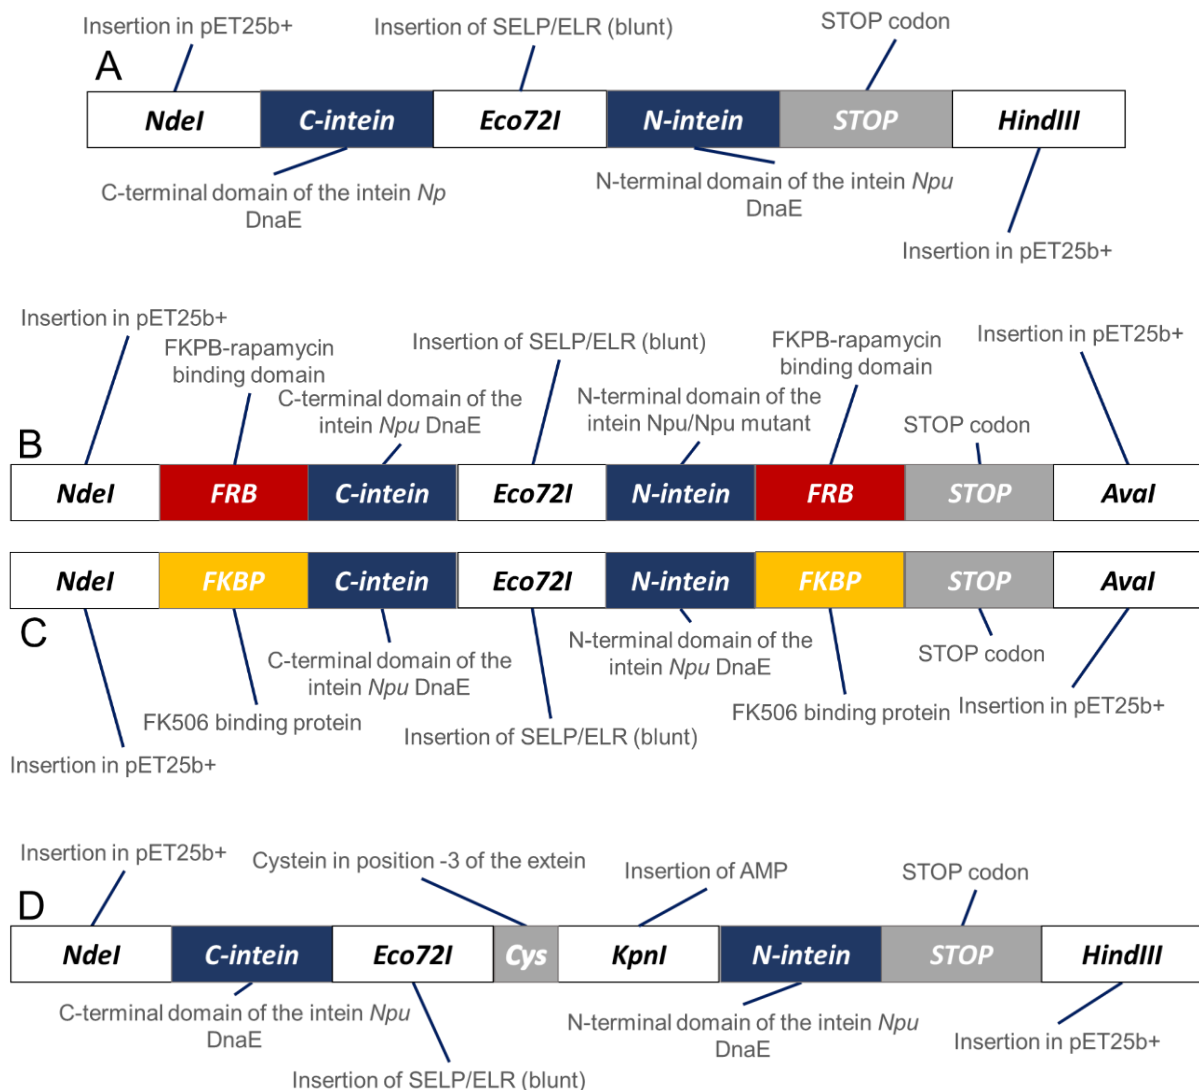 Insertion in pET25b+
Insertion of SELP/ELR (blunt)
STOP codon
A
NdeI
C-intein
Eco72I
N-intein
STOP
HindIII
C-terminal domain of the intein Np
DnaE
N-terminal domain of the intein Npu
DnaE
Insertion in pET25b+
Insertion in pET25b+
FKPB-rapamycin
binding domain
C-terminal domain of the
intein Npu DnaE
Insertion of SELP/ELR (blunt)
N-terminal domain of the
intein Npu/Npu mutant
FKPB-rapamycin
binding domain
STOP codon
Insertion in pET25b+
B
NdeI
FRB
C-intein
Eco72I
N-intein
FRB
STOP
AvaI
NdeI
FKBP
C-intein
Eco72I
N-intein
FKBP
STOP
AvaI
C
Insertion in pET25b+
FK506 binding protein
C-terminal domain of the
intein Npu DnaE
Insertion of SELP/ELR (blunt)
N-terminal domain of the
intein Npu DnaE
FK506 binding protein
STOP codon
Insertion in pET25b+
Insertion in pET25b+
Cystein in position -3 of the extein
Insertion of AMP
STOP codon
D
NdeI
C-intein
Eco72I
Cys
KpnI
N-intein
STOP
HindIII
C-terminal domain of the intein Npu
DnaE
Insertion of SELP/ELR (blunt)
N-terminal domain of the intein Npu
DnaE
Insertion in pET25b+